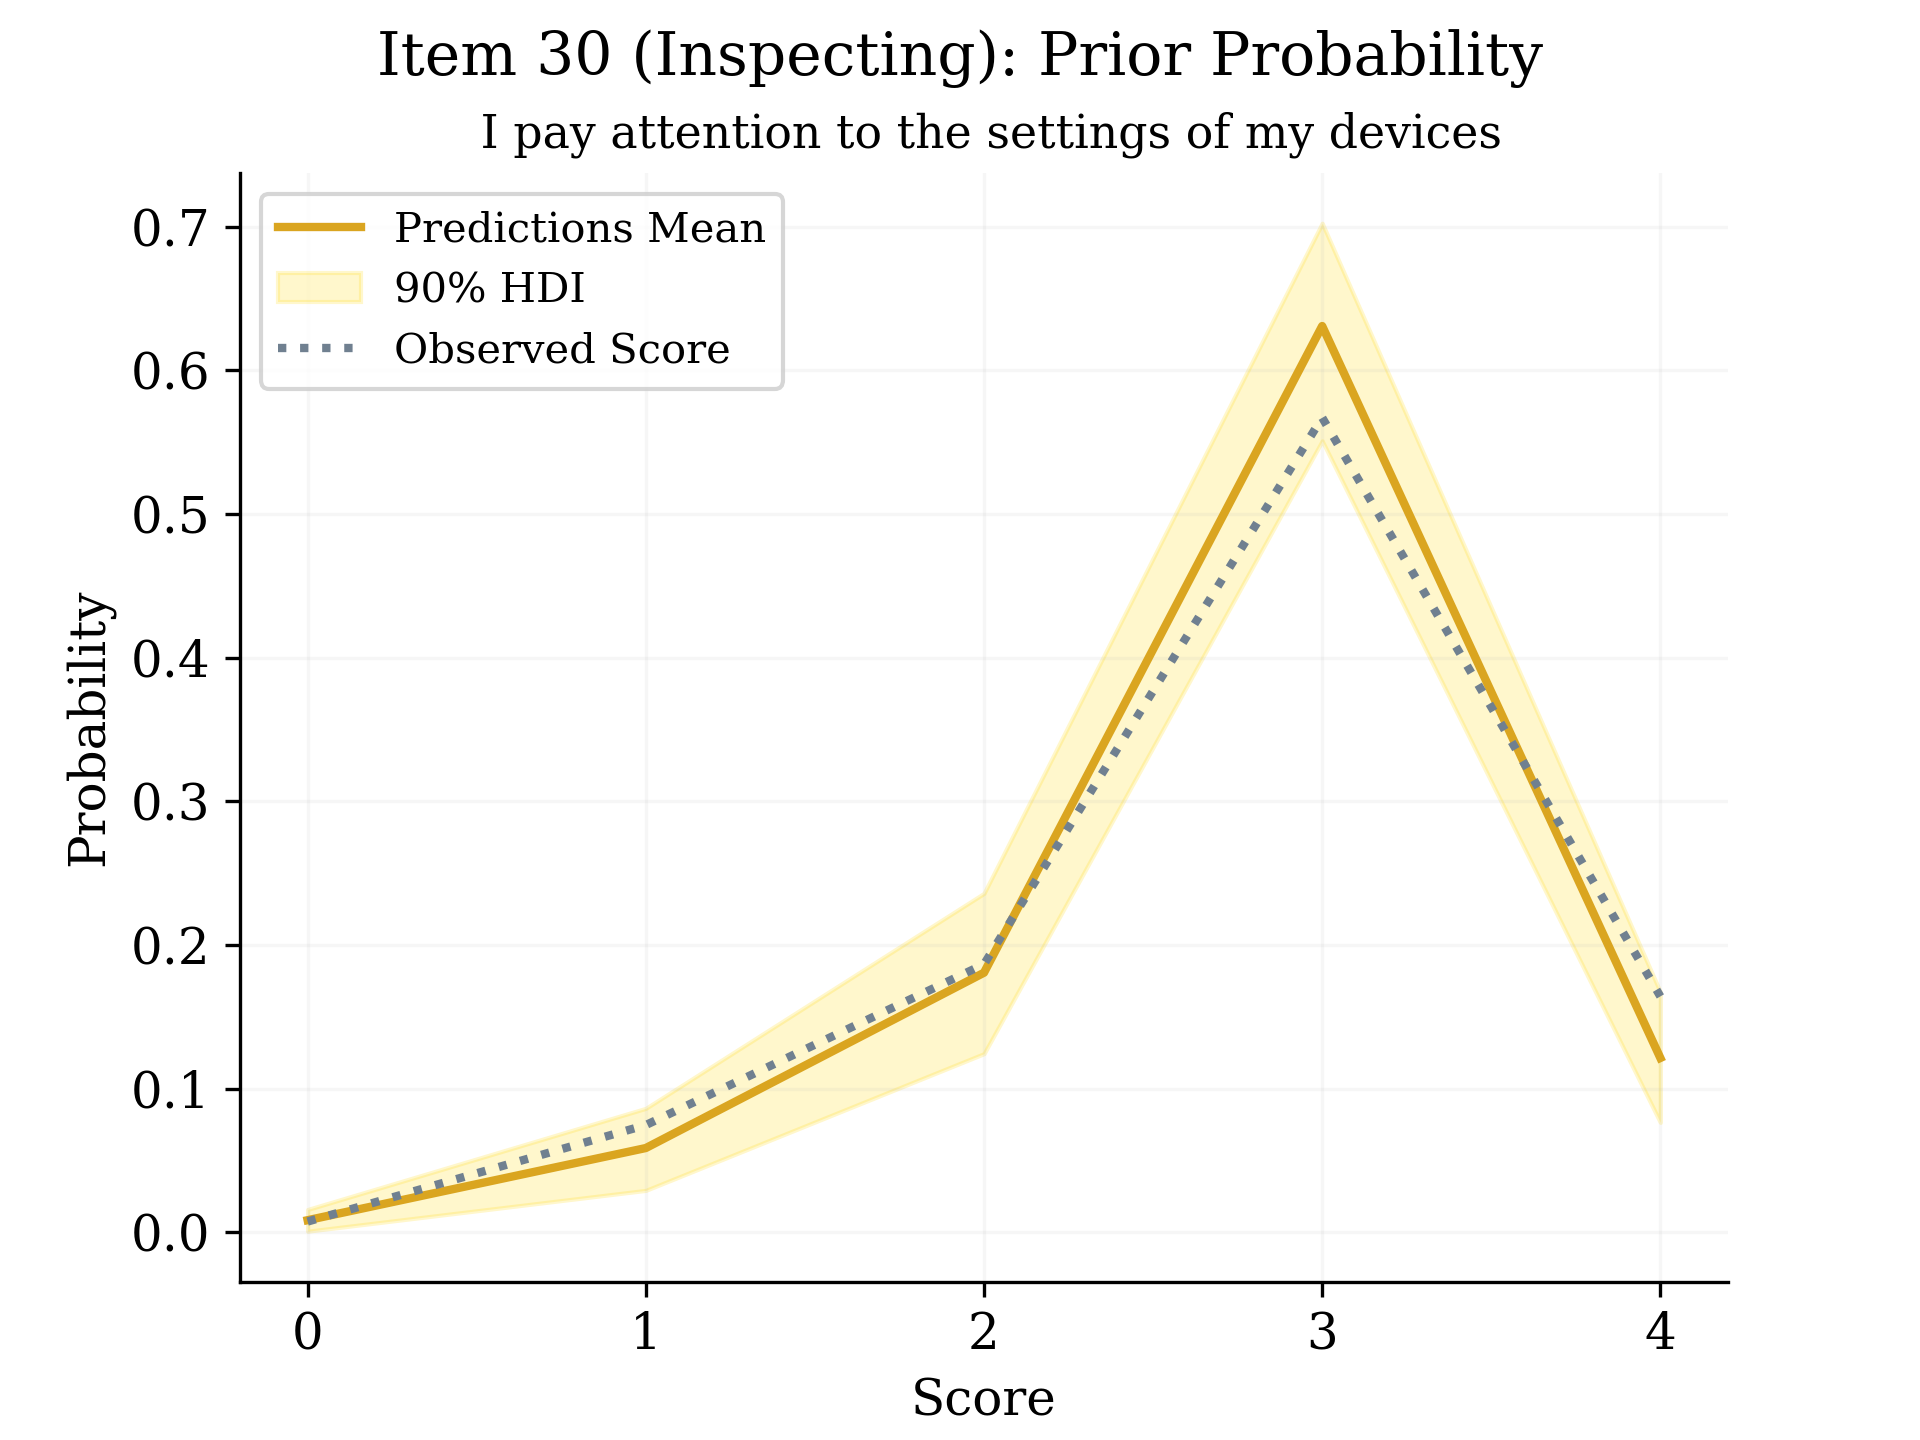 Item 30 (Inspecting): Prior Probability
I pay attention to the settings of my devices
Predictions Mean
90% HDI
Observed Score
0.7
0.6
0.5
0.4
0.3
0.2
0.1
0.0
Probability
0 1 2 3 4
Score